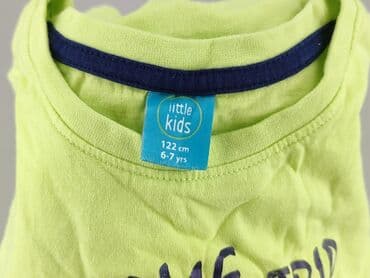 little
kids
122 cm
6-7 yrs